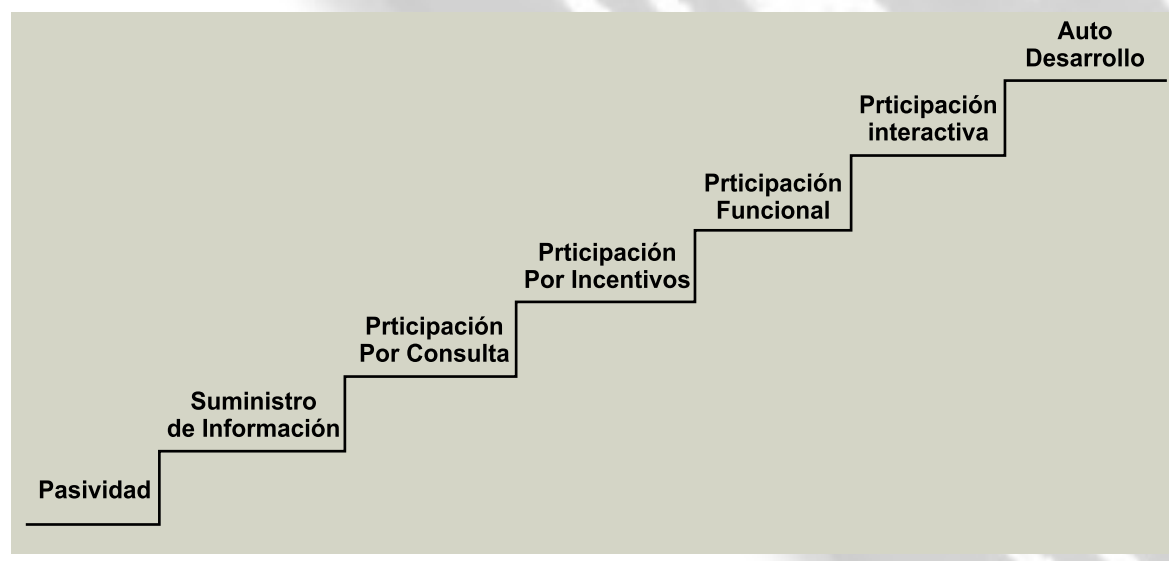 Auto
Desarrollo
Prticipación
interactiva
Prticipación
Funcional
Prticipación
Por Incentivos
Prticipación
Por Consulta
Suministro
de Información
Pasividad